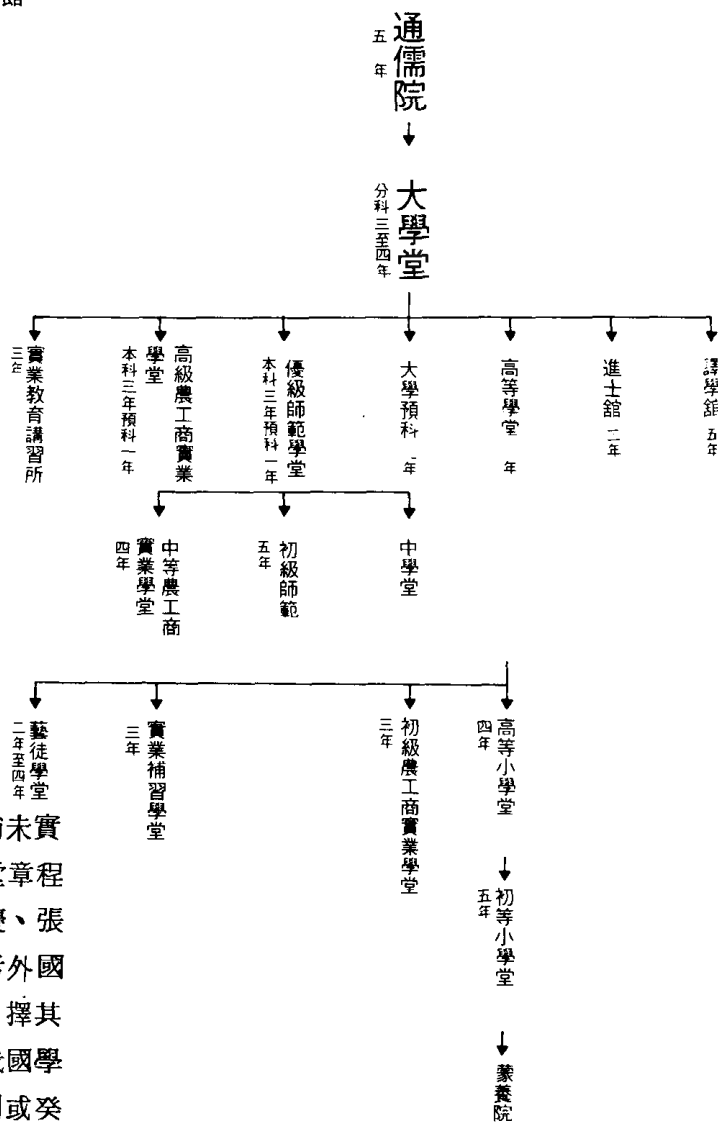 館
通儒院
五年
大學堂
分科三至四年
譯學館 五年
進士館 二年
高等學堂 年
大學預科 年
優級師範學堂
本科三年預科一年
高級農工商實業
學堂
本科三年預科一年
實業教育講習所
三年
中學堂
初級師範
五年
中等農工商
實業學堂
四年
高等小學堂
四年
初級農工商實業學堂
三年
實業補習學堂
三年
藝徒學堂
二年至四年
初等小學堂
五年
蒙養院
未實
章程
、張
外國
擇其
國學
或癸